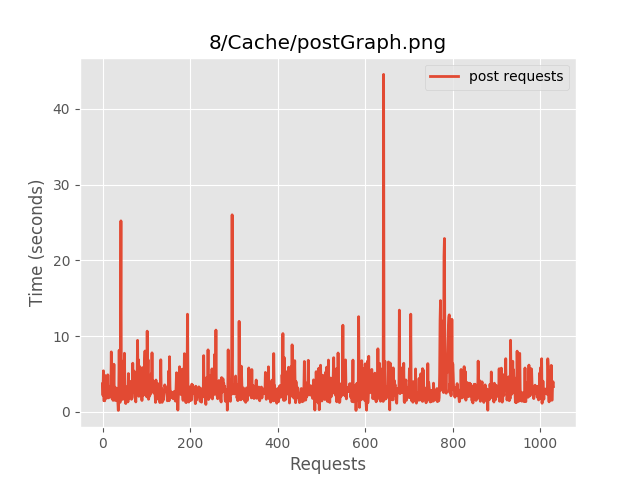 8/Cache/postGraph.png
post requests
40
30
20
10
0
Time (seconds)
0 200 400 600 800 1000
Requests